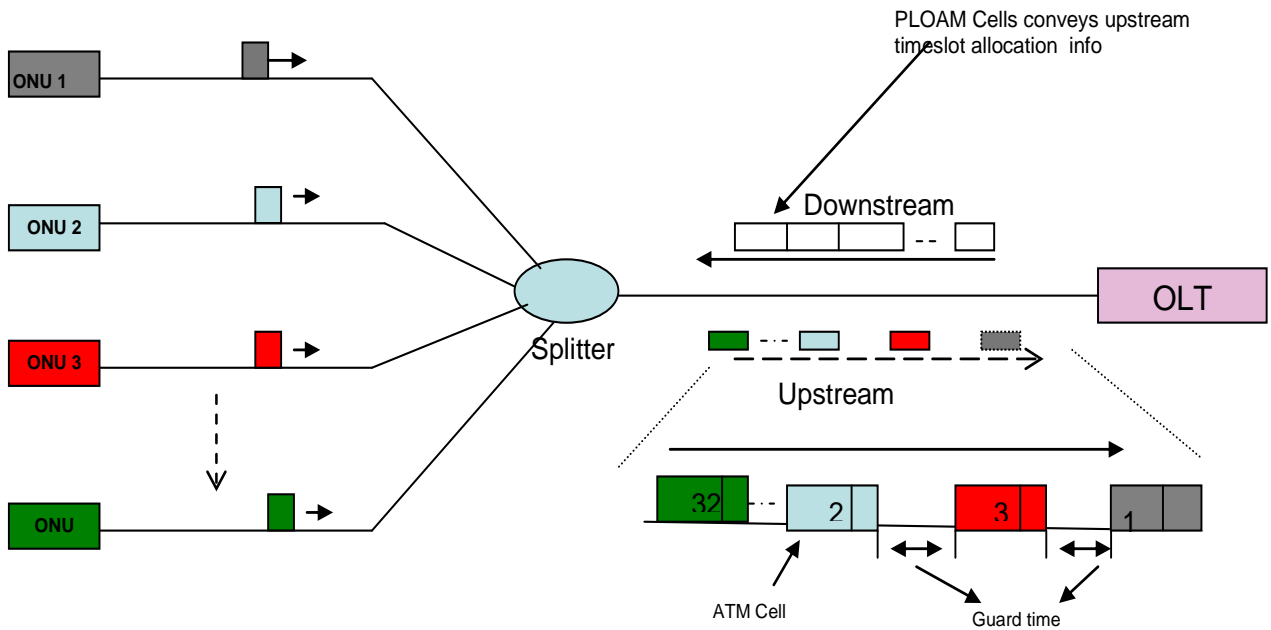 PLOAM Cells conveys upstream
timeslot allocation info
ONU 1
ONU 2
ONU 3
ONU
Splitter
Downstream
--
OLT
Upstream
32
2
3
1
ATM Cell
Guard time